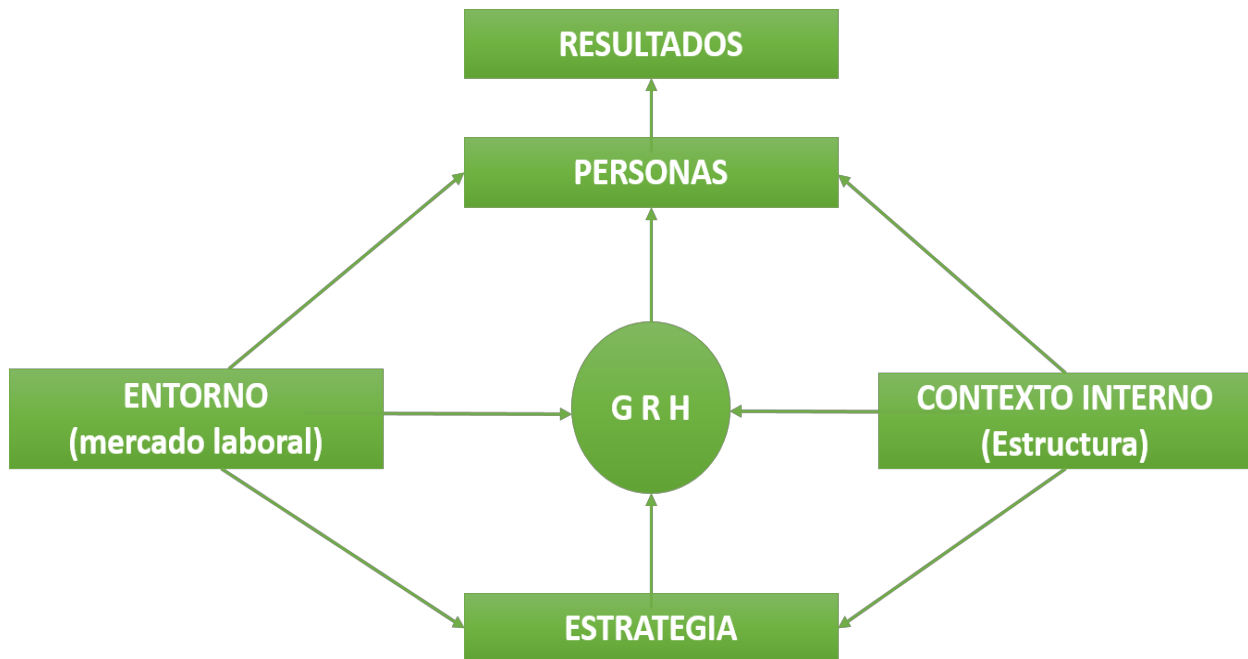 RESULTADOS
PERSONAS
ENTORNO
(mercado laboral)
G R H
CONTEXTO INTERNO
(Estructura)
ESTRATEGIA